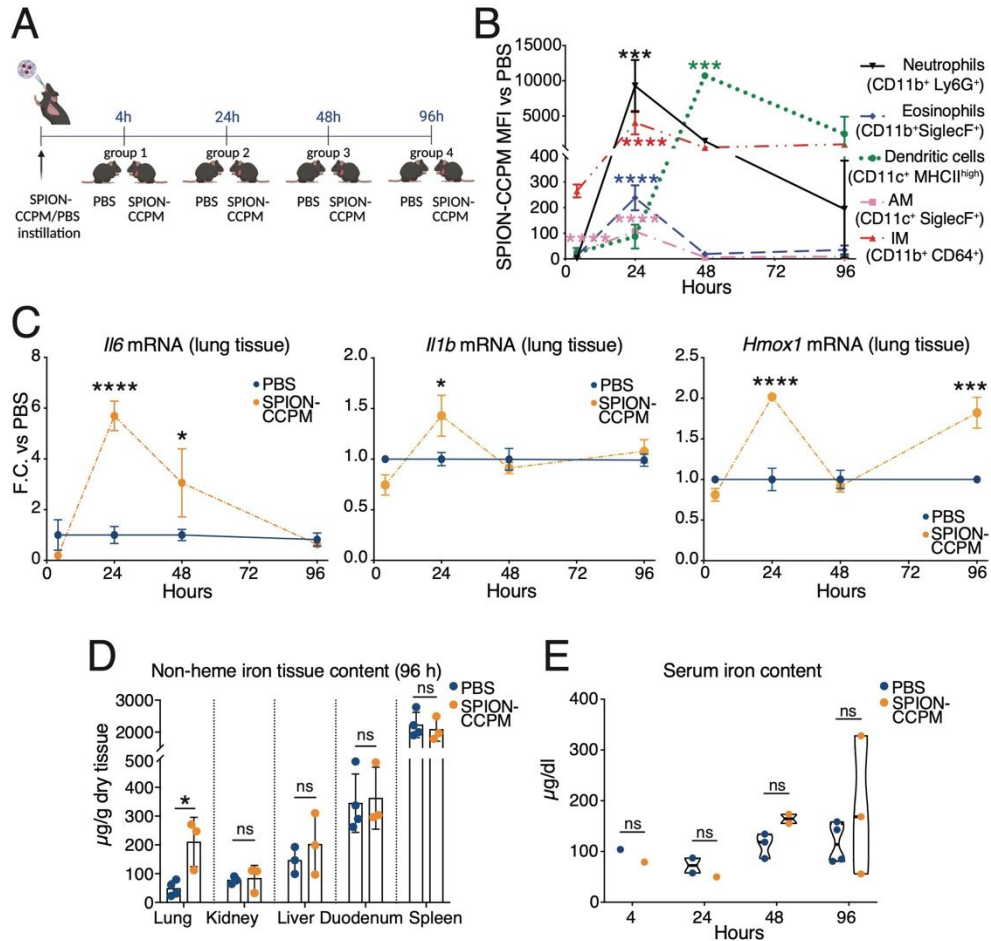 A
4h
24h
48h
96h
group 1
group 2
group 3
group 4
SPION-
CCPM/PBS
instillation
PBS
SPION-
CCPM
PBS
SPION-
CCPM
PBS
SPION-
CCPM
PBS
SPION-
CCPM
B
SPION-CCPM MFI vs PBS
15000
10000
5000
400
300
200
100
0
0
24
48
72
96
Hours
***
***
****
****
****
****
Neutrophils
(CD11b+ Ly6G+)
Eosinophils
(CD11b+SiglecF+)
Dendritic cells
(CD11c+ MHCIIhigh)
AM
(CD11c+ SiglecF+)
IM
(CD11b+ CD64+)
C
Il6 mRNA (lung tissue)
F.C. vs PBS
8
6
4
2
0
0
24
48
72
96
Hours
****
*
PBS
SPION-
CCPM
Il1b mRNA (lung tissue)
2.0
1.5
1.0
0.5
0.0
0
24
48
72
96
Hours
*
PBS
SPION-
CCPM
Hmox1 mRNA (lung tissue)
2.5
2.0
1.5
1.0
0.5
0.0
0
24
48
72
96
Hours
****
***
PBS
SPION-
CCPM
D
Non-heme iron tissue content (96 h)
PBS
SPION-
CCPM
µg/g dry tissue
3000
2000
500
400
300
200
100
0
*
ns
ns
ns
ns
Lung
Kidney
Liver
Duodenum
Spleen
E
Serum iron content
PBS
SPION-
CCPM
µg/dl
400
300
200
100
0
ns
ns
ns
ns
4
24
48
96
Hours